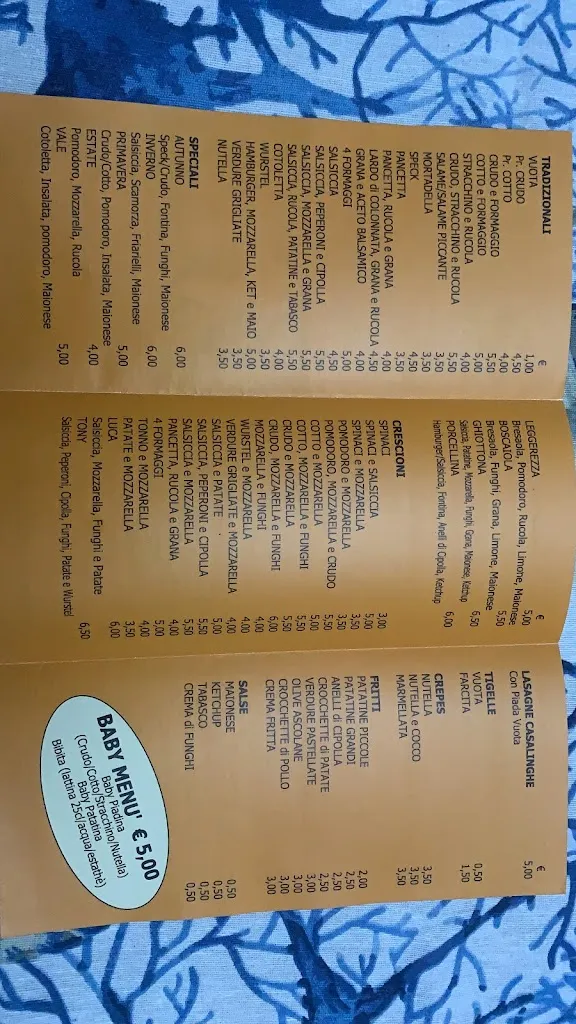 TRADIZIONALI €
VUOTA 1,00
Pr. CRUDO 4,50
Pr. COTTO 4,00
CRUDO e FORMAGGIO 5,50
COTTO e FORMAGGIO 5,00
STRACCHINO e RUCOLA 4,00
CRUDO, STRACCHINO e RUCOLA 5,50
SALAME/SALAME PICCANTE 3,50
MORTADELLA 3,50
SPECK 4,50
PANCETTA 3,50
PANCETTA, RUCOLA e GRANA 4,00
LARDO di COLONNATA, GRANA e RUCOLA 4,50
GRANA e ACETO BALSAMICO 4,00
4 FORMAGGI 5,00
SALSICCIA 4,50
SALSICCIA, PEPERONI e CIPOLLA 5,50
SALSICCIA, MOZZARELLA e GRANA 5,50
SALSICCIA, RUCOLA, PATATINE e TABASCO 5,50
COTOLETTA 4,00
WURSTEL 3,50
HAMBURGER, MOZZARELLA, KET e MAIO 5,00
VERDURE GRIGLIATE 3,50
NUTELLA 3,50
SPECIALI
AUTUNNO 6,00
Speck/Crudo, Fontina, Funghi, Maionese
INVERNO 6,00
Salsiccia, Scamorza, Friarielli, Maionese
PRIMAVERA 5,00
Crudo/Cotto, Pomodoro, Insalata, Maionese
ESTATE 4,00
Pomodoro, Mozzarella, Rucola
VALE 5,00
Cotoletta, Insalata, pomodoro, Maionese
€
LEGGEREZZA 5,00
Bresaola, Pomodoro, Rucola, Limone, Maionese
BOSCAIOLA 5,50
Bresaola, Funghi, Grana, Limone, Maionese
GHIOTTONA 6,50
Salsiccia, Patatine, Mozzarella, Funghi, Grana, Maionese, Ketchup
PORCELLINA 6,00
Hamburger/Salsiccia, Fontina, Anelli di Cipolla, Ketchup
CRESCIONI
SPINACI 3,00
SPINACI e SALSICCIA 5,00
SPINACI e MOZZARELLA 3,50
POMODORO e MOZZARELLA 3,50
POMODORO, MOZZARELLA e CRUDO 5,50
COTTO e MOZZARELLA 5,00
COTTO, MOZZARELLA e FUNGHI 5,50
CRUDO e MOZZARELLA 5,50
CRUDO, MOZZARELLA e FUNGHI 6,00
MOZZARELLA e FUNGHI 4,00
WURSTEL e MOZZARELLA 4,00
VERDURE GRIGLIATE e MOZZARELLA 4,00
SALSICCIA e PATATE 5,00
SALSICCIA, PEPERONI e CIPOLLA 5,50
SALSICCIA e MOZZARELLA 5,50
PANCETTA, RUCOLA e GRANA 4,00
4 FORMAGGI 5,00
TONNO e MOZZARELLA 4,00
PATATE e MOZZARELLA 3,50
LUCA 6,00
Salsiccia, Mozzarella, Funghi e Patate
TONY 6,50
Salsiccia, Peperoni, Cipolla, Funghi, Patate e Wurstel
€
LASAGNE CASALINGHE 5,00
Con Piada Vuota
TIGELLE
VUOTA 0,50
FARCITA 1,50
CREPES
NUTELLA 3,50
NUTELLA e COCCO 3,50
MARMELLATA 3,50
FRITTI
PATATINE PICCOLE 2,00
PATATINE GRANDI 2,50
ANELLI di CIPOLLA 2,50
CROCCHETTE di PATATE 2,50
VERDURE PASTELLATE 3,00
OLIVE ASCOLANE 3,00
CROCCHETTE di POLLO 3,00
CREMA FRITTA 3,00
SALSE
MAIONESE 0,50
KETCHUP 0,50
TABASCO 0,50
CREMA di FUNGHI 0,50
BABY MENU' € 5,00
Baby Piadina
(Crudo/Cotto/Stracchino/Nutella)
Baby Patatina
Bibita (lattina 25cl/acqua/estathè)